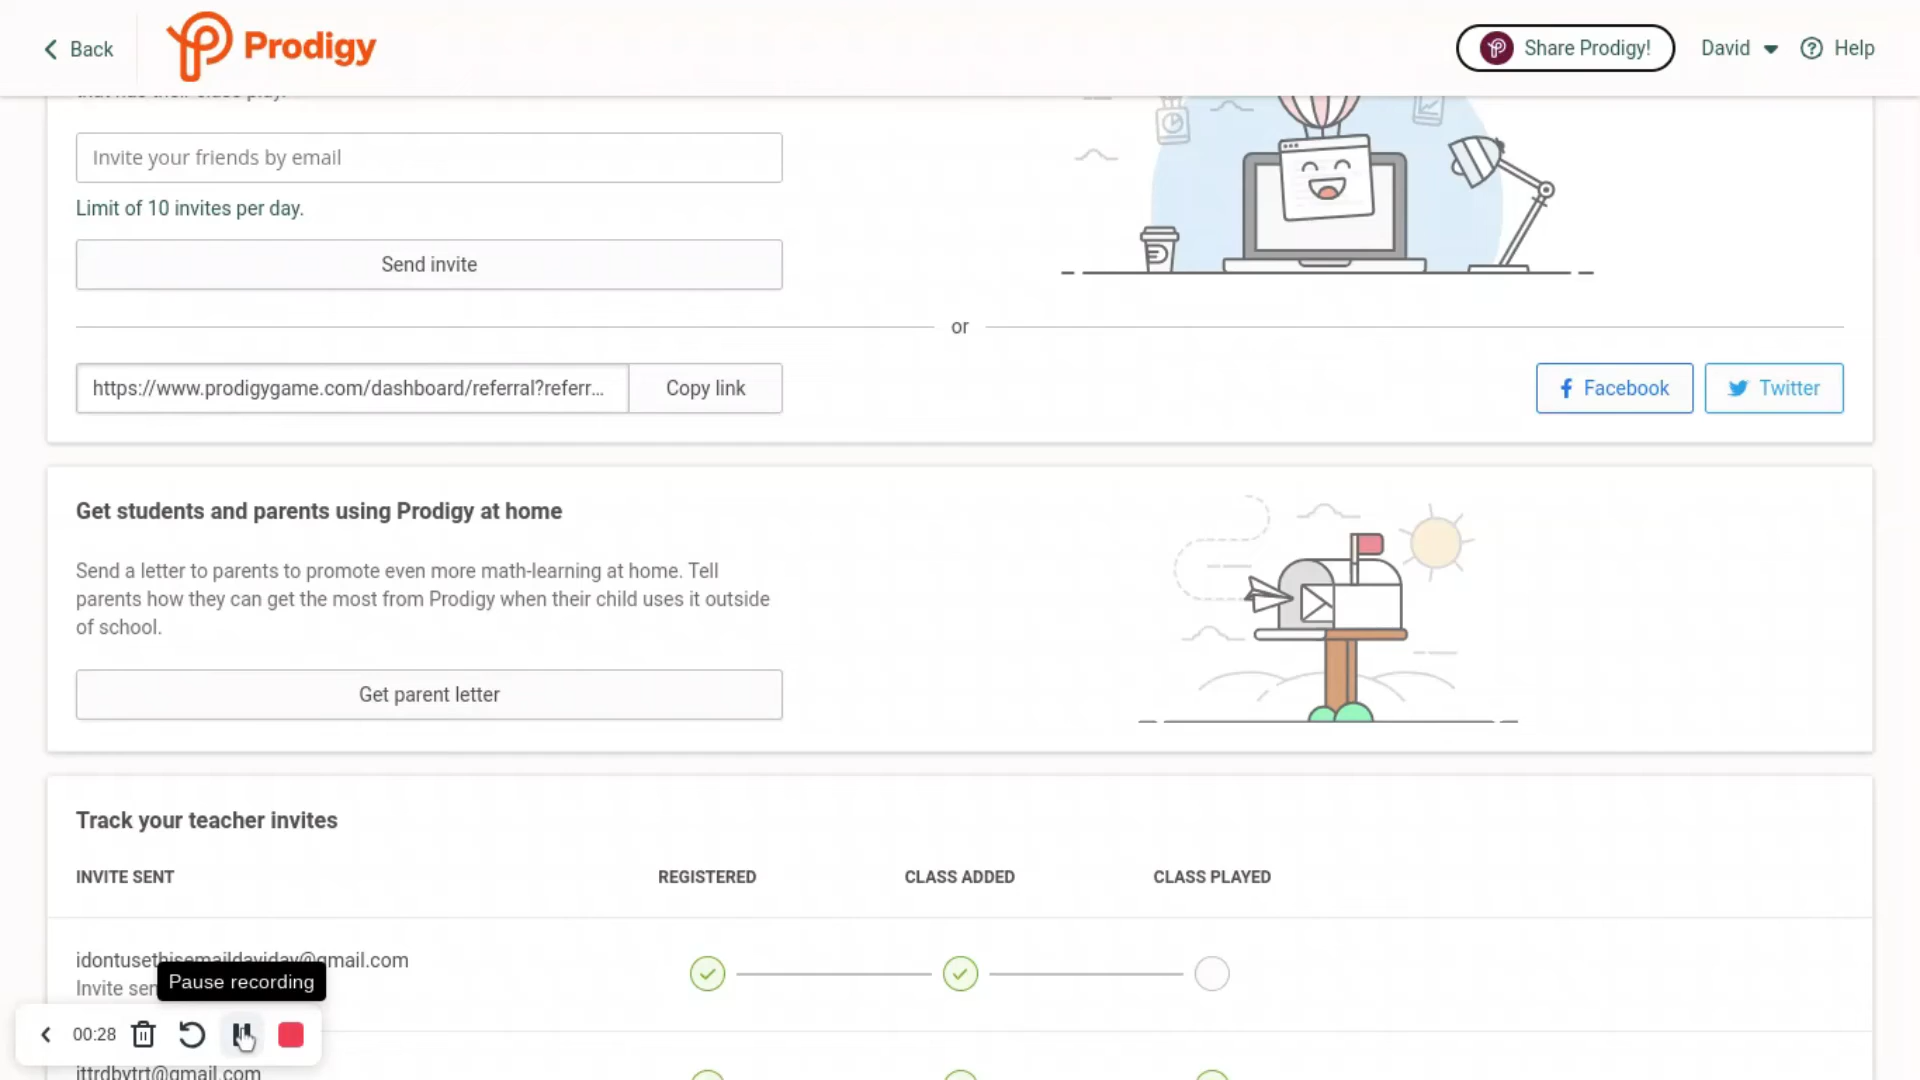 Back
Prodigy
Share Prodigy!
David
Help
Invite your friends by email
Limit of 10 invites per day.
Send invite
or
https://www.prodigygame.com/dashboard/referral?referr...
Copy link
Facebook
Twitter
Get students and parents using Prodigy at home
Send a letter to parents to promote even more math-learning at home. Tell
parents how they can get the most from Prodigy when their child uses it outside
of school.
Get parent letter
Track your teacher invites
INVITE SENT
REGISTERED
CLASS ADDED
CLASS PLAYED
idontusethisemaildaviday@gmail.com
Invite sen
Pause recording
00:28
ittrdbytrt@gmail.com